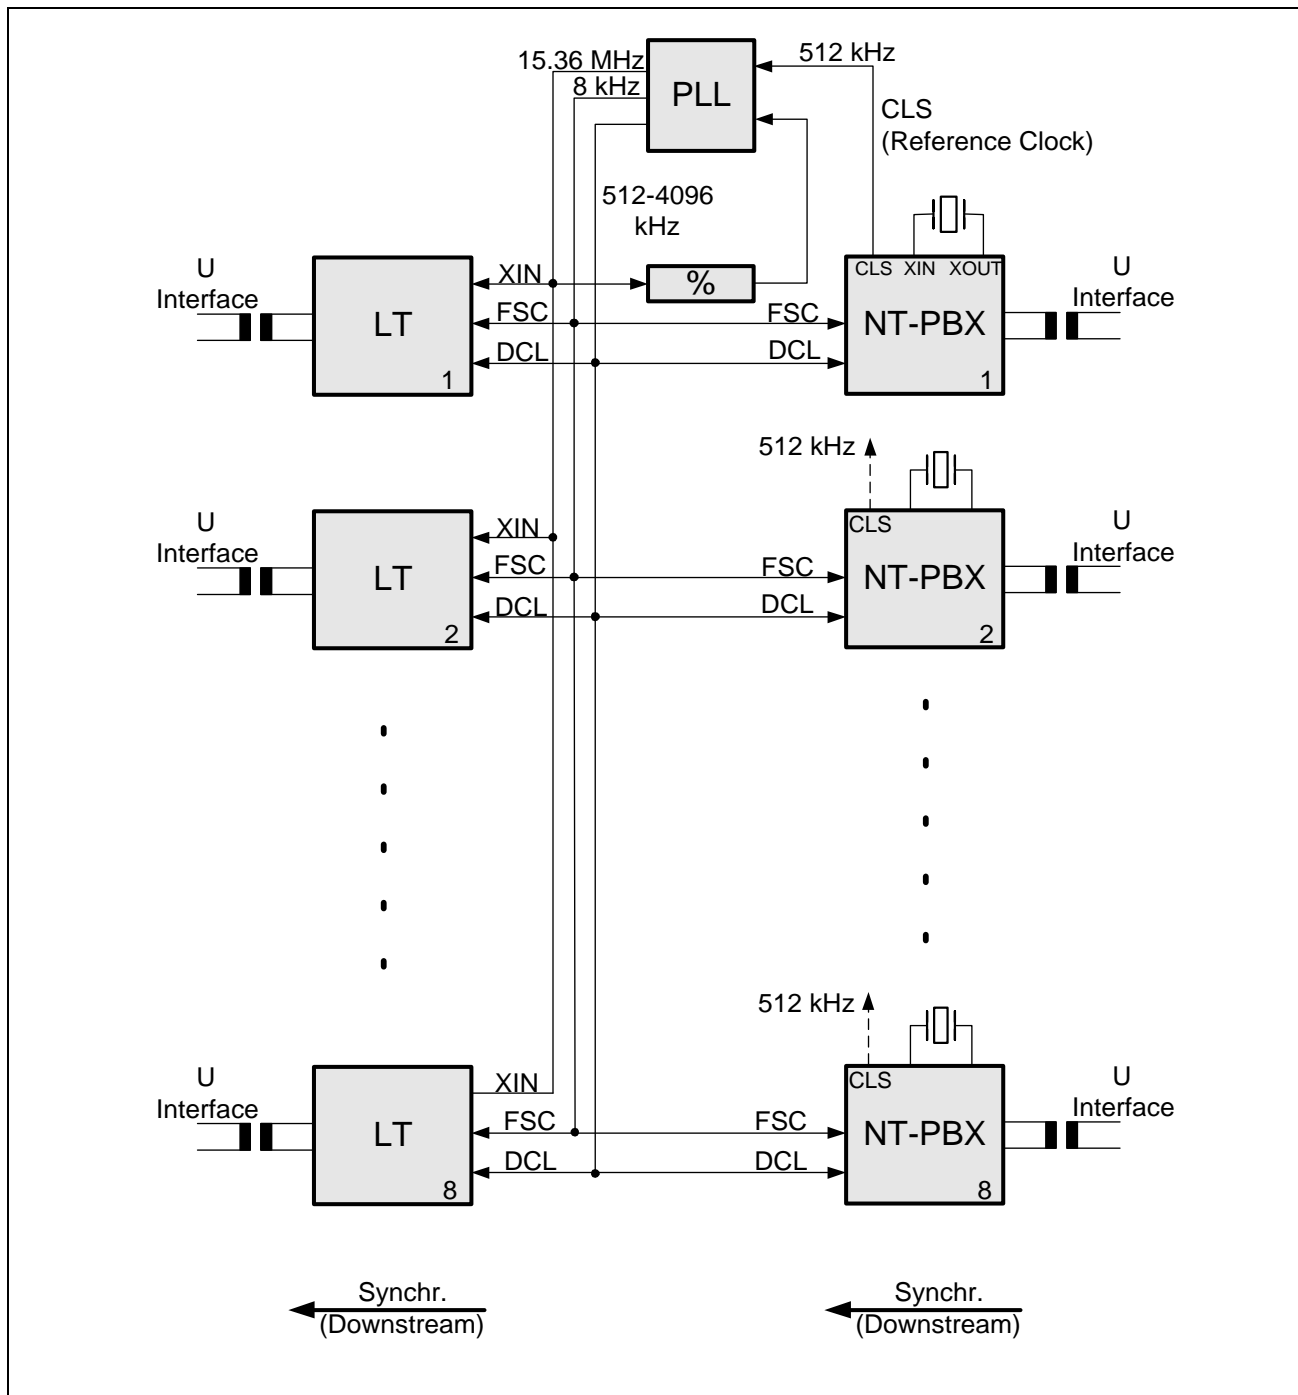 15.36 MHz
8 kHz
PLL
512 kHz
CLS
(Reference Clock)
512-4096
kHz
U
Interface
LT
1
XIN
FSC
DCL
%
FSC
DCL
CLS XIN XOUT
NT-PBX
1
U
Interface
512 kHz
U
Interface
LT
2
XIN
FSC
DCL
FSC
DCL
CLS
NT-PBX
2
U
Interface
512 kHz
U
Interface
LT
8
XIN
FSC
DCL
FSC
DCL
CLS
NT-PBX
8
U
Interface
Synchr.
(Downstream)
Synchr.
(Downstream)